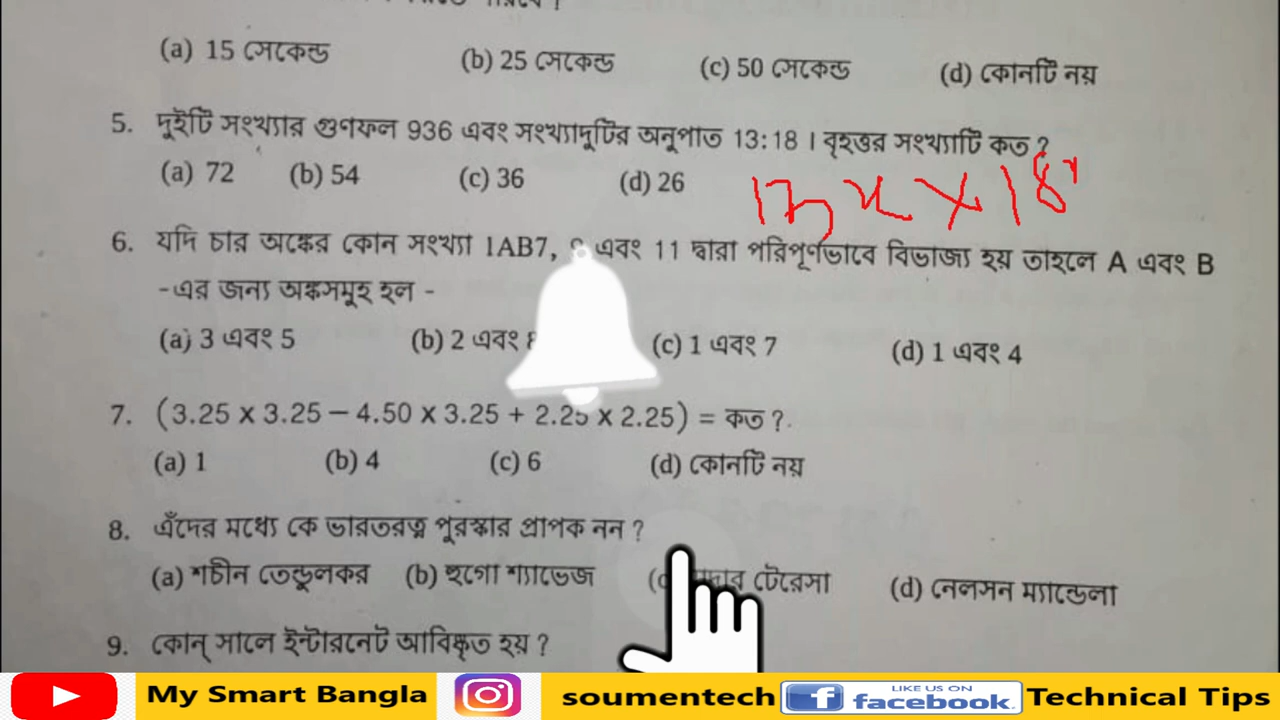 (a) 15 সেকেন্ড (b) 25 সেকেন্ড (c) 50 সেকেন্ড (d) কোনটি নয়
5. দুইটি সংখ্যার গুণফল 936 এবং সংখ্যাদুটির অনুপাত 13:18 । বৃহত্তর সংখ্যাটি কত ?
(a) 72 (b) 54 (c) 36 (d) 26
13x × 18x
6. যদি চার অঙ্কের কোন সংখ্যা 1AB7, এবং 11 দ্বারা পরিপূর্ণভাবে বিভাজ্য হয় তাহলে A এবং B
-এর জন্য অঙ্কসমূহ হল -
(a) 3 এবং 5 (b) 2 এবং (c) 1 এবং 7 (d) 1 এবং 4
7. (3.25 x 3.25 – 4.50 x 3.25 + 2.25 x 2.25) = কত ?
(a) 1 (b) 4 (c) 6 (d) কোনটি নয়
8. এঁদের মধ্যে কে ভারতরত্ন পুরস্কার প্রাপক নন ?
(a) শচীন তেন্ডুলকর (b) হুগো শ্যাভেজ টেরেসা (d) নেলসন ম্যান্ডেলা
9. কোন্ সালে ইন্টারনেট আবিষ্কৃত হয় ?
My Smart Bangla soumentech LIKE US ON facebook. Technical Tips